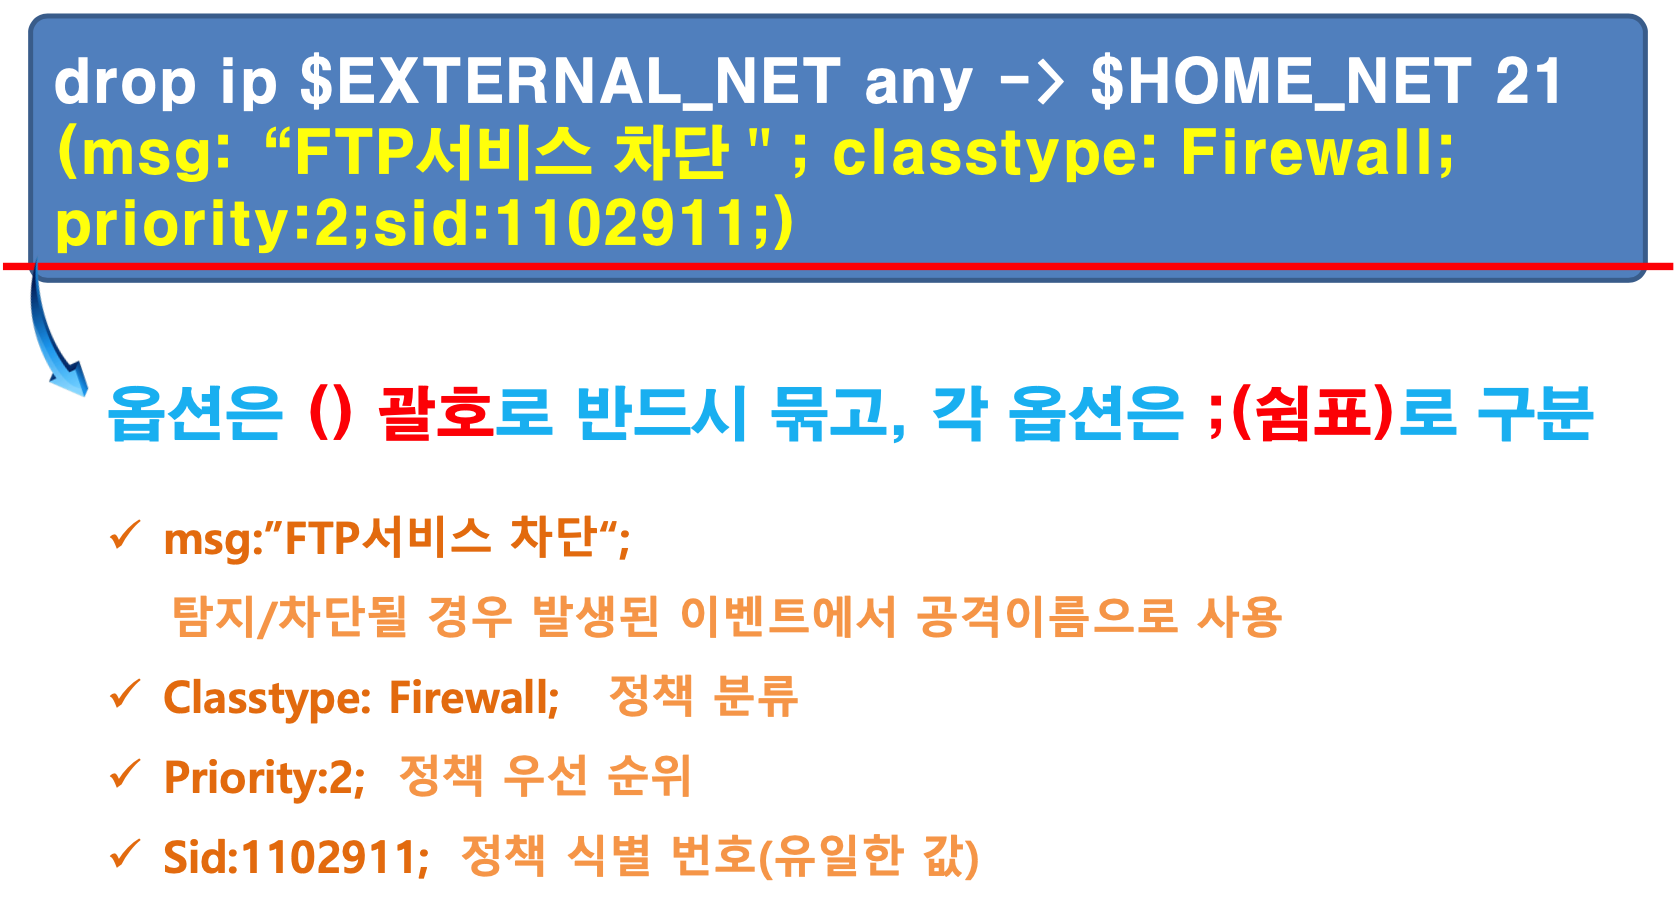 drop ip $EXTERNAL_NET any -> $HOME_NET 21
(msg: “FTP서비스 차단" ; classtype: Firewall;
priority:2;sid:1102911;)
옵션은 () 괄호로 반드시 묶고, 각 옵션은 ;(쉼표)로 구분
✓ msg:”FTP서비스 차단“;
탐지/차단될 경우 발생된 이벤트에서 공격이름으로 사용
✓ Classtype: Firewall; 정책 분류
✓ Priority:2; 정책 우선 순위
✓ Sid:1102911; 정책 식별 번호(유일한 값)